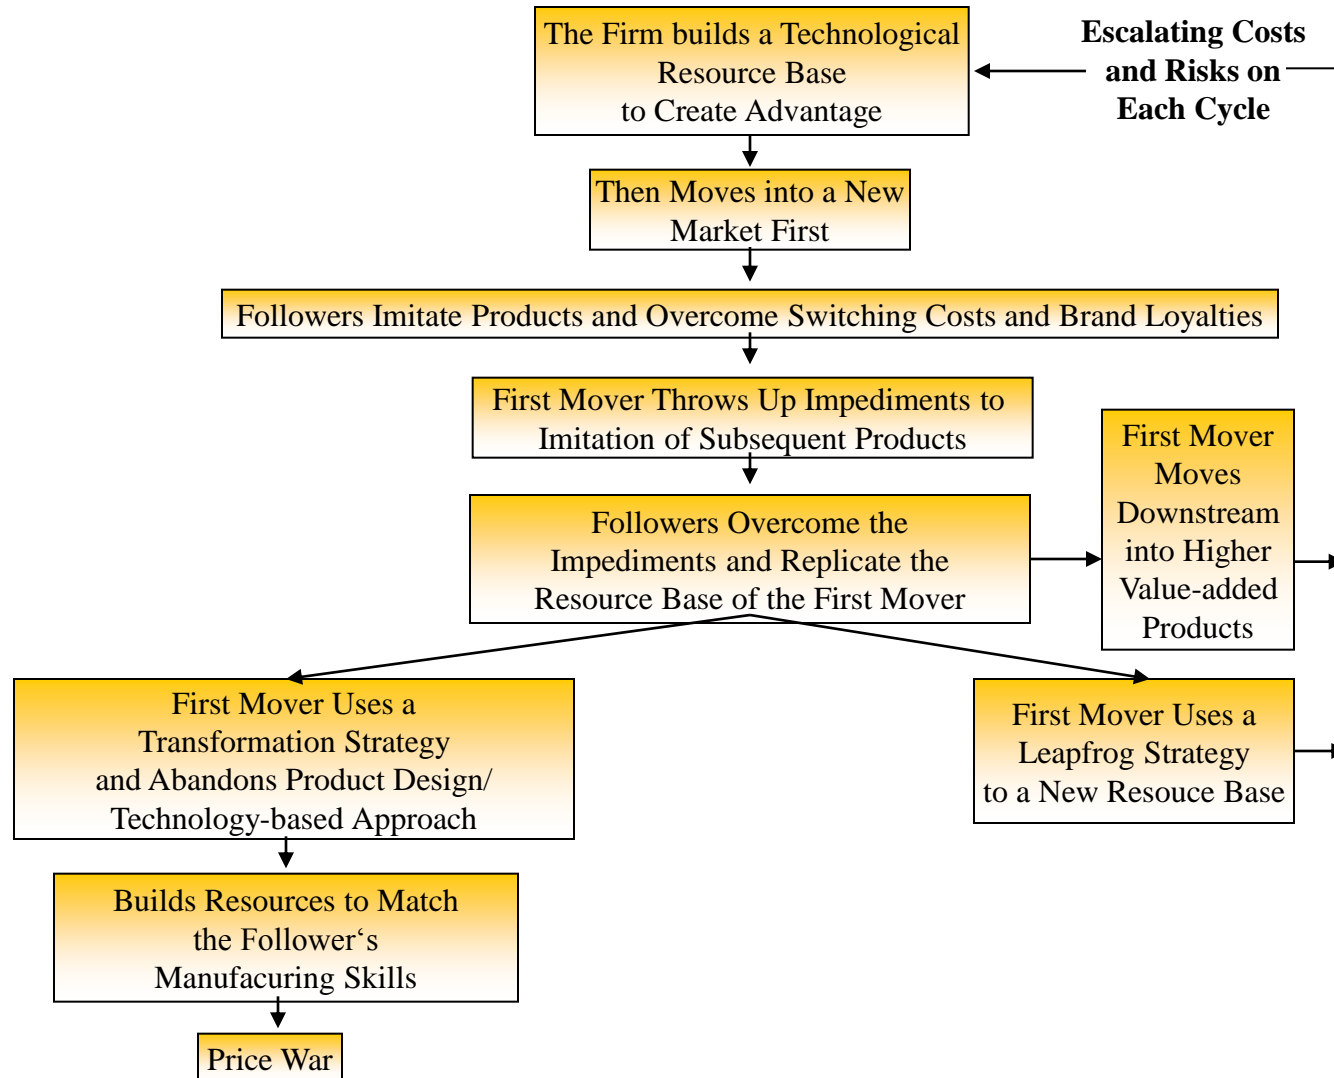 The Firm builds a Technological
Resource Base
to Create Advantage
Escalating Costs
and Risks on
Each Cycle
Then Moves into a New
Market First
Followers Imitate Products and Overcome Switching Costs and Brand Loyalties
First Mover Throws Up Impediments to
Imitation of Subsequent Products
Followers Overcome the
Impediments and Replicate the
Resource Base of the First Mover
First Mover
Moves
Downstream
into Higher
Value-added
Products
First Mover Uses a
Transformation Strategy
and Abandons Product Design/
Technology-based Approach
First Mover Uses a
Leapfrog Strategy
to a New Resouce Base
Builds Resources to Match
the Follower‘s
Manufacuring Skills
Price War